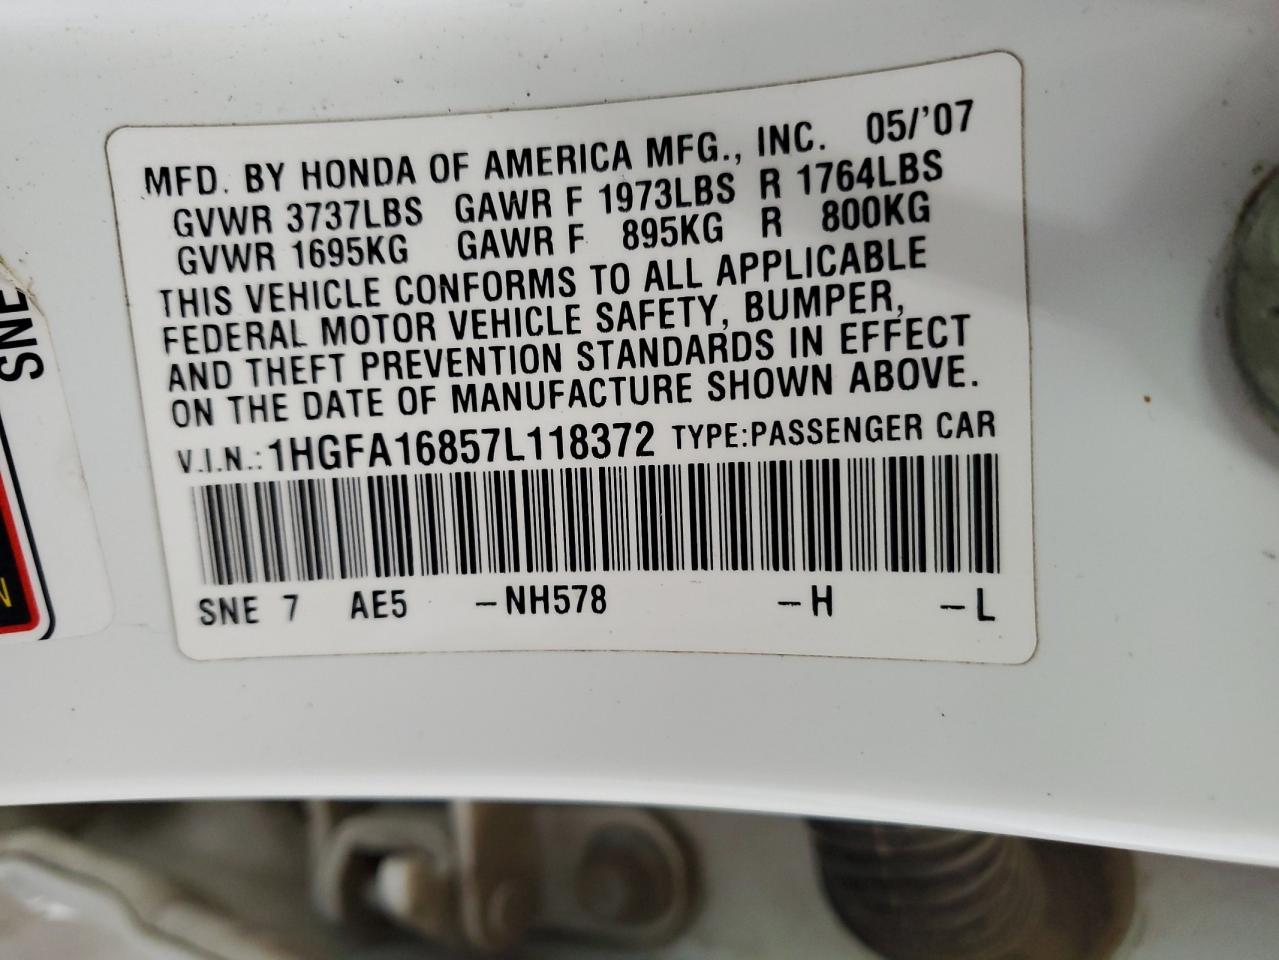 MFD. BY HONDA OF AMERICA MFG., INC. 05/'07
GVWR 3737LBS GAWR F 1973LBS R 1764LBS
GVWR 1695KG GAWR F 895KG R 800KG
THIS VEHICLE CONFORMS TO ALL APPLICABLE
FEDERAL MOTOR VEHICLE SAFETY, BUMPER,
AND THEFT PREVENTION STANDARDS IN EFFECT
ON THE DATE OF MANUFACTURE SHOWN ABOVE.
V.I.N.: 1HGFA16857L118372 TYPE:PASSENGER CAR
SNE 7 AE5 -NH578 -H -L
SNE